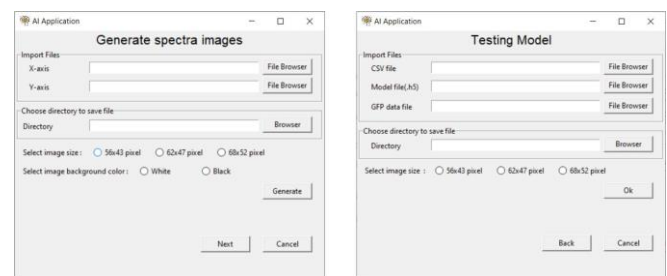 AI Application
Generate spectra images
Import Files
X-axis File Browser
Y-axis File Browser
Choose directory to save file
Directory Browser
Select image size : 56x43 pixel 62x47 pixel 68x52 pixel
Select image background color : White Black
Generate
Next Cancel
AI Application
Testing Model
Import Files
CSV file File Browser
Model file(.h5) File Browser
GFP data file File Browser
Choose directory to save file
Directory Browser
Select image size : 56x43 pixel 62x47 pixel 68x52 pixel
Ok
Back Cancel